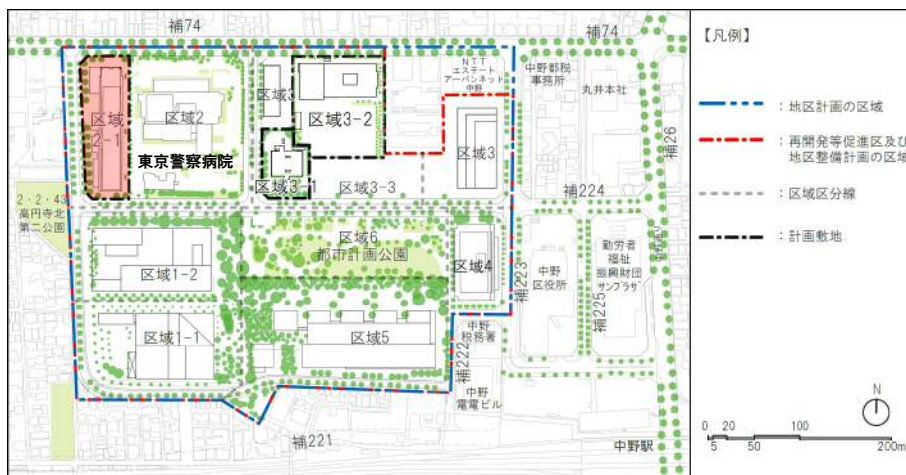 補74
補74
【凡例】
NTT
エステート
アーバンネット
中野
中野都税
事務所
丸井本社
：地区計画の区域
：再開発等促進区及び
地区整備計画の区域
：区域区分線
：計画敷地
区域
2-1
区域2
区域3
区域3-2
区域3
東京警察病院
区域3-1
区域3-3
補26
補224
2・2・43
高円寺北
第二公園
区域6
都市計画公園
区域1-2
区域4
補223
中野
区役所
補225
勤労者
福祉
振興財団
サンプラザ
区域1-1
区域5
中野
税務署
補222
中野
電電ビル
補221
中野駅
N
0 5 20 50 100 200m